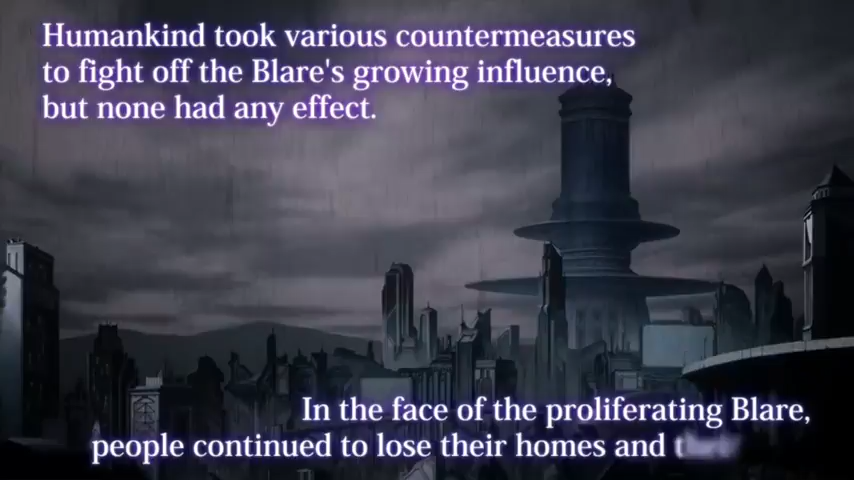 Humankind took various countermeasures
to fight off the Blare's growing influence,
but none had any effect.
In the face of the proliferating Blare,
people continued to lose their homes and